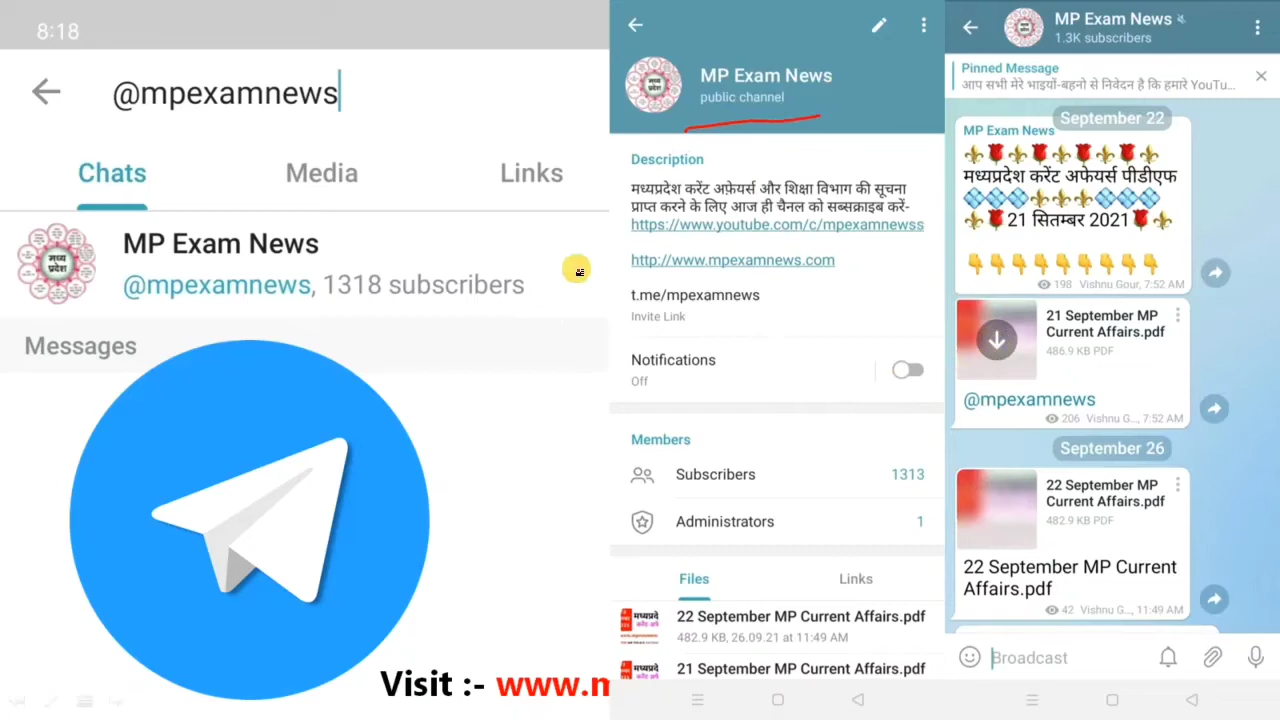 8:18
@mpexamnews
Chats
Media
Links
मध्य
प्रदेश
MP Exam News
@mpexamnews, 1318 subscribers
Messages
Visit :- www.m
MP Exam News
public channel
Description
मध्यप्रदेश करेंट अफ़ेयर्स और शिक्षा विभाग की सूचना
प्राप्त करने के लिए आज ही चैनल को सब्सक्राइब करें-
https://www.youtube.com/c/mpexamnewss
http://www.mpexamnews.com
t.me/mpexamnews
Invite Link
Notifications
Off
Members
Subscribers 1313
Administrators 1
Files
Links
22 September MP Current Affairs.pdf
482.9 KB, 26.09.21 at 11:49 AM
21 September MP Current Affairs.pdf
MP Exam News
1.3K subscribers
Pinned Message
आप सभी मेरे भाइयों-बहनो से निवेदन है कि हमारे YouTu...
September 22
MP Exam News
मध्यप्रदेश करेंट अफेयर्स पीडीएफ
21 सितम्बर 2021
198 Vishnu Gour, 7:52 AM
21 September MP
Current Affairs.pdf
486.9 KB PDF
@mpexamnews
206 Vishnu G..., 7:52 AM
September 26
22 September MP
Current Affairs.pdf
482.9 KB PDF
22 September MP Current
Affairs.pdf
42 Vishnu G..., 11:49 AM
Broadcast